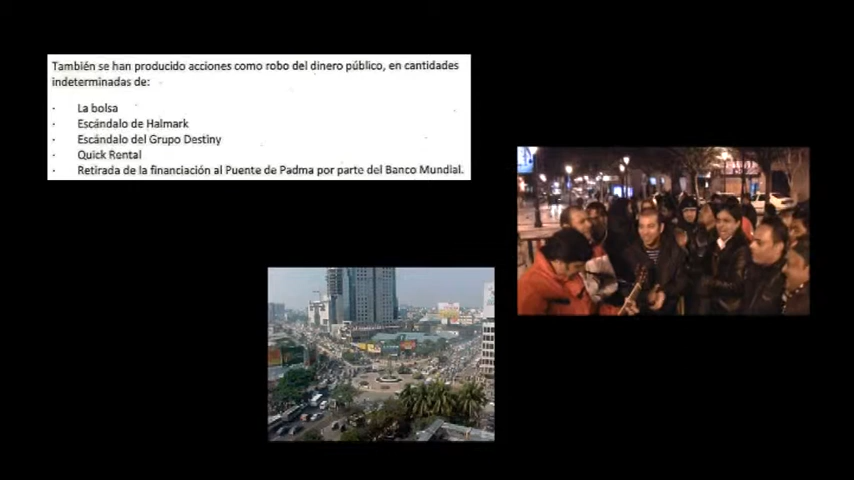 También se han producido acciones como robo del dinero público, en cantidades
indeterminadas de:
· La bolsa
· Escándalo de Halmark
· Escándalo del Grupo Destiny
· Quick Rental
· Retirada de la financiación al Puente de Padma por parte del Banco Mundial.